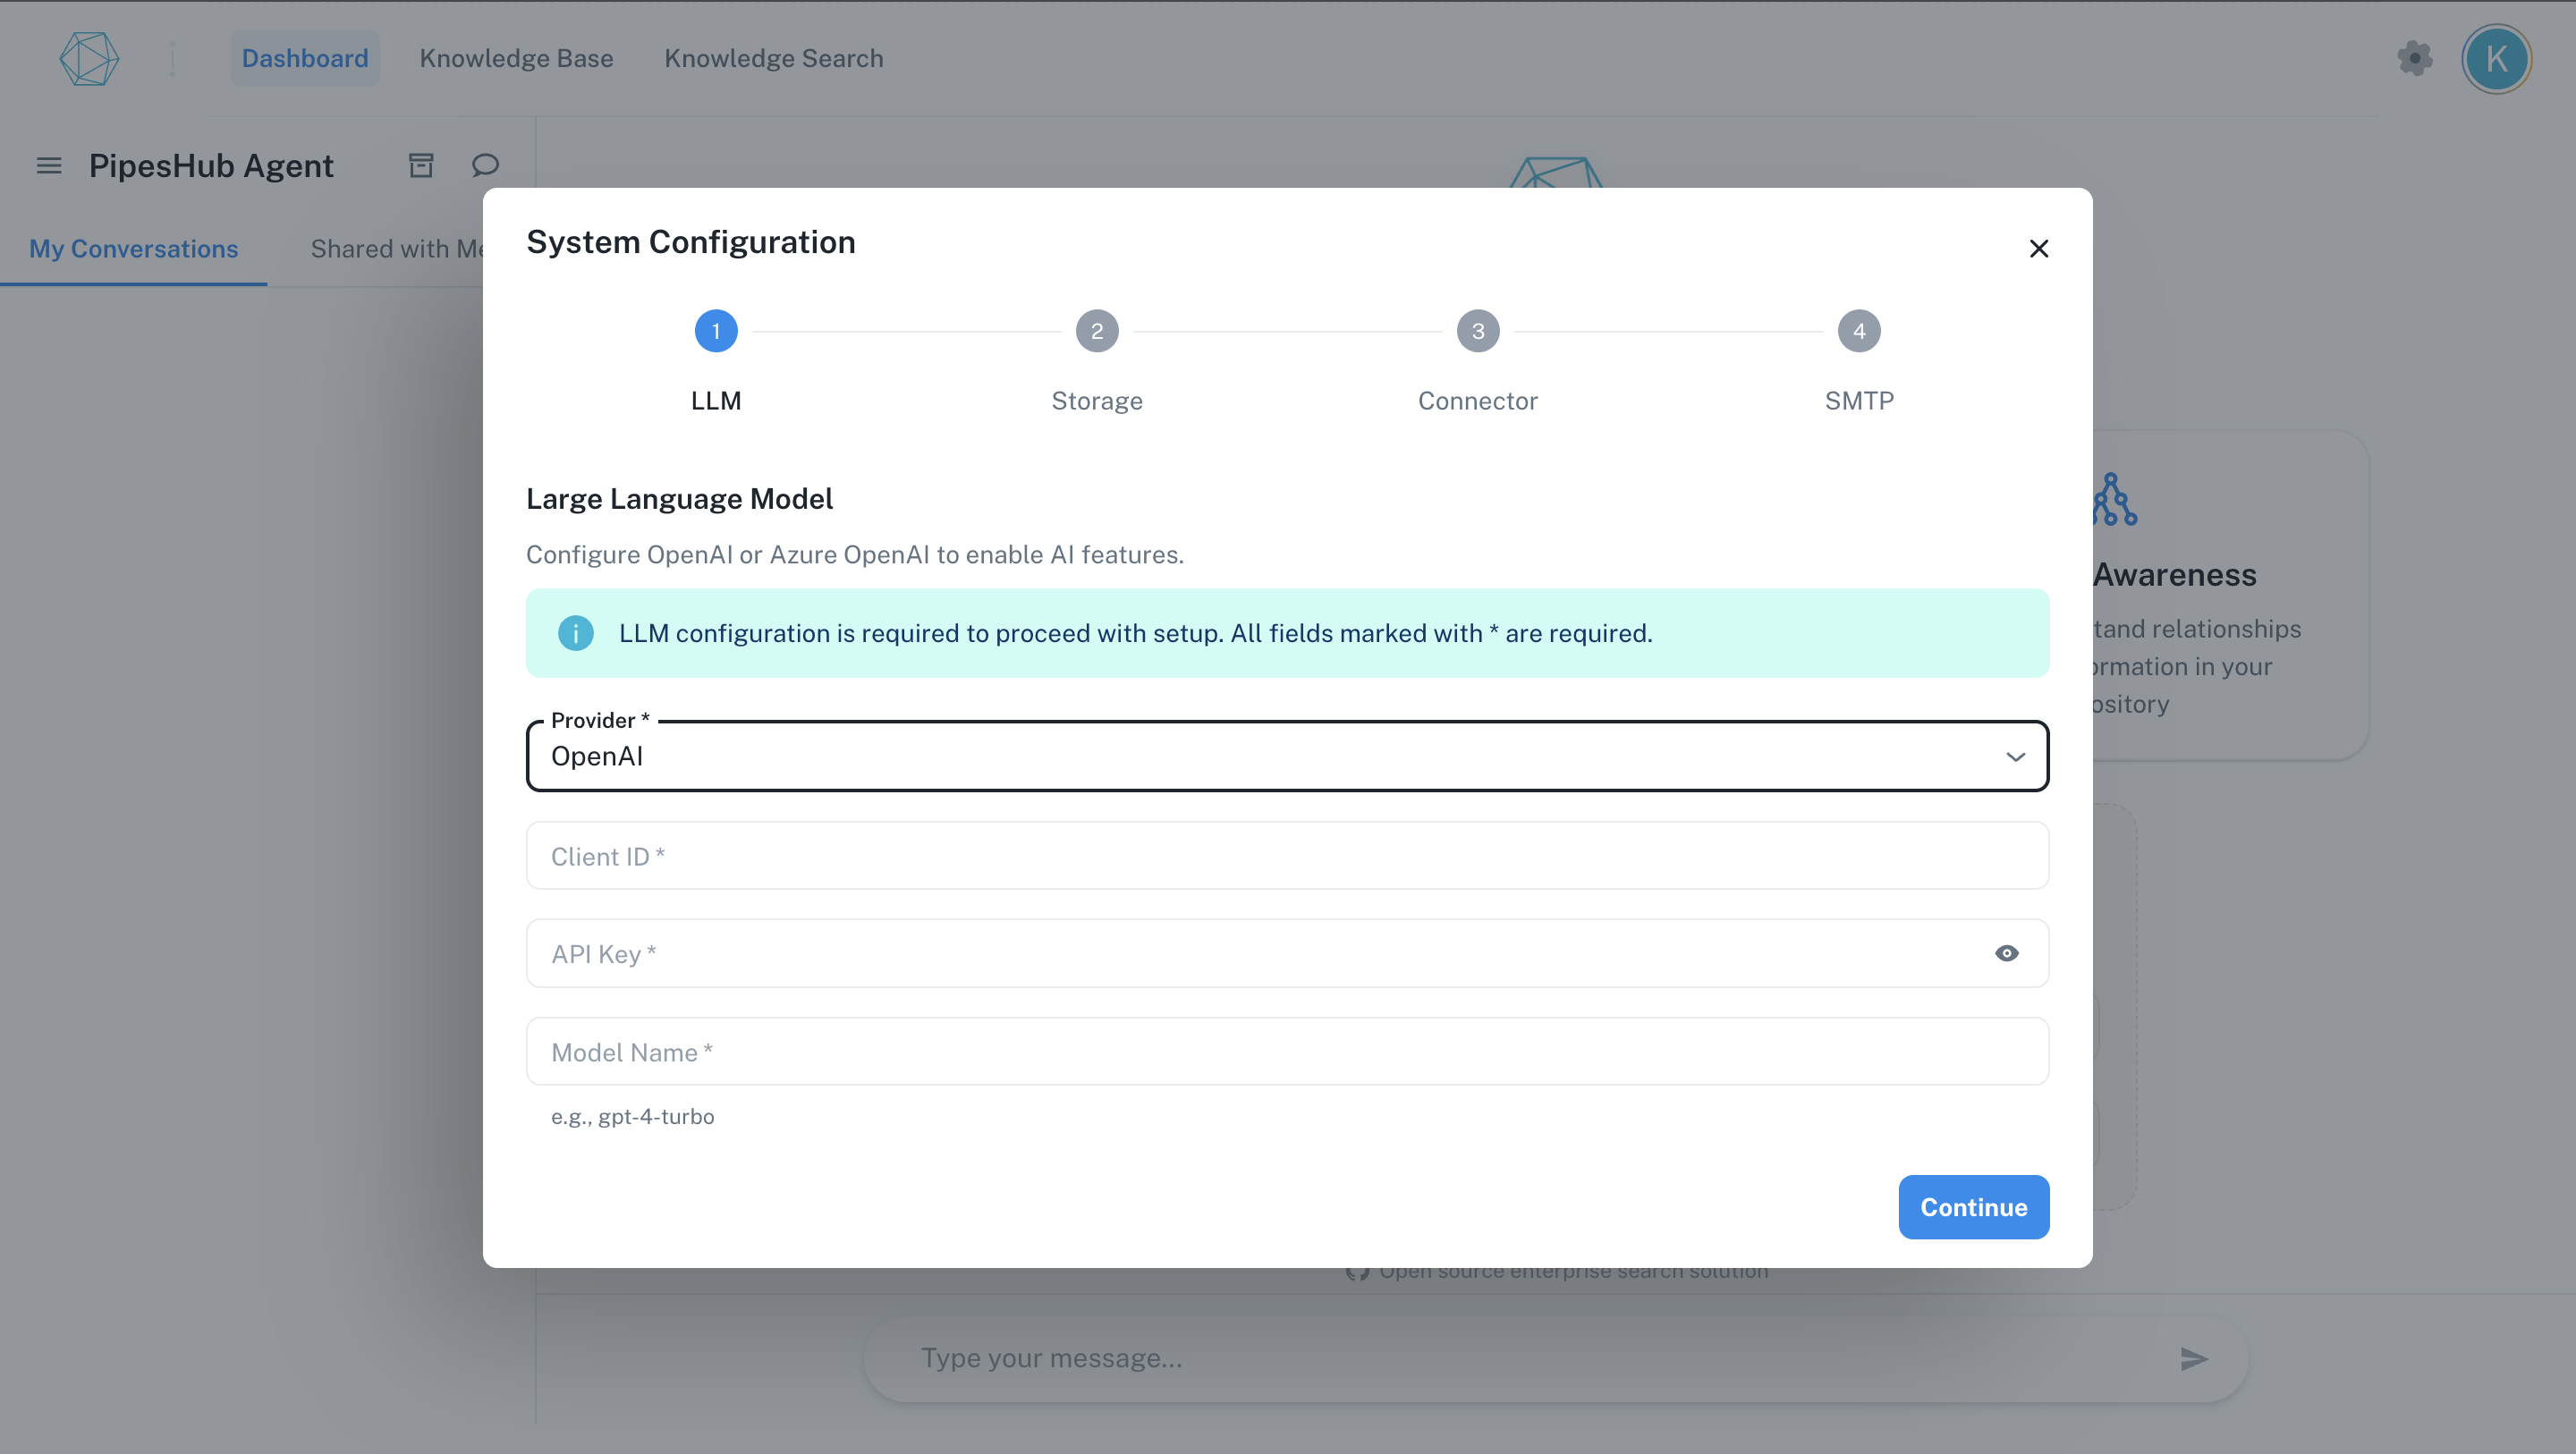 Dashboard Knowledge Base Knowledge Search
K
PipesHub Agent
My Conversations Shared with Me
System Configuration
1 2 3 4
LLM Storage Connector SMTP
Large Language Model
Configure OpenAI or Azure OpenAI to enable AI features.
LLM configuration is required to proceed with setup. All fields marked with * are required.
Provider *
OpenAI
Client ID *
API Key *
Model Name *
e.g., gpt-4-turbo
Continue
Awareness
relationships
in your
Open source enterprise search solution
Type your message...